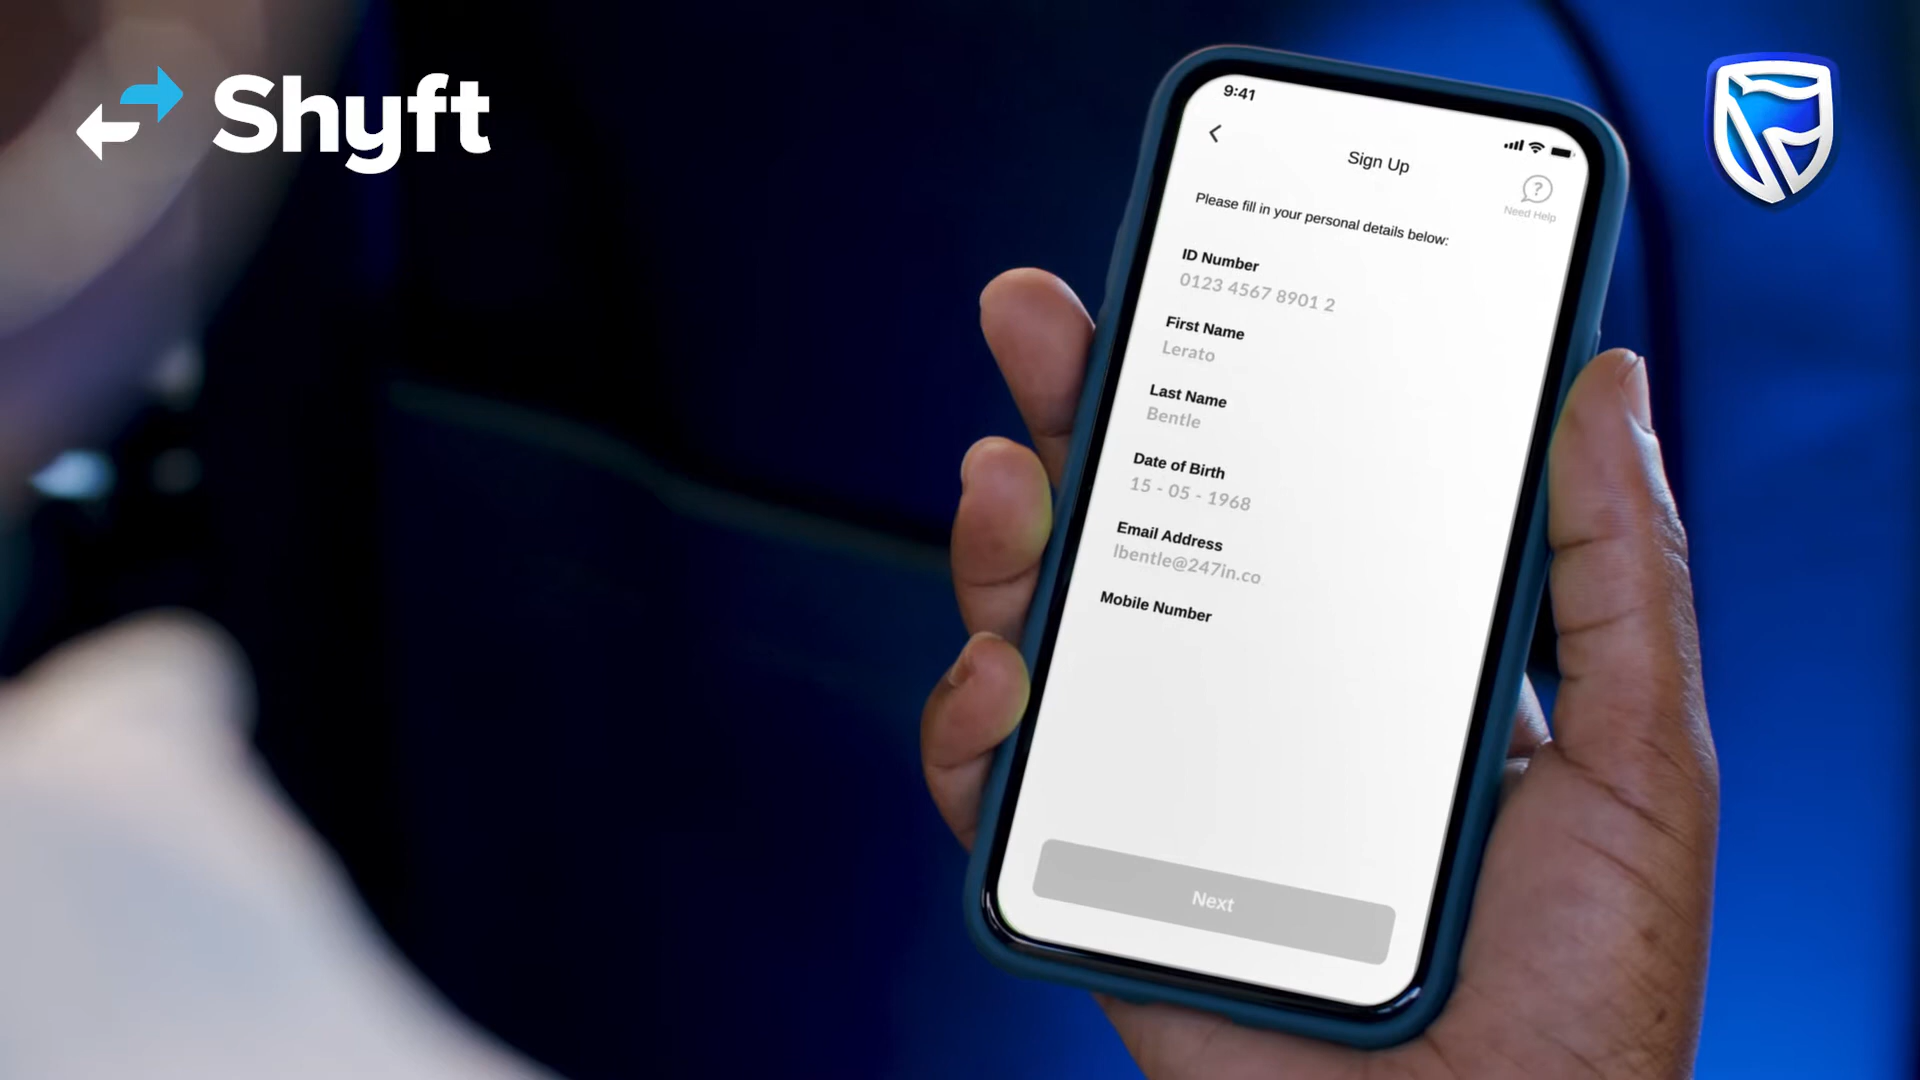 Shyft
9:41
Sign Up
Need Help
Please fill in your personal details below:
ID Number
0123 4567 8901 2
First Name
Lerato
Last Name
Bentle
Date of Birth
15 - 05 - 1968
Email Address
lbentle@247in.co
Mobile Number
Next